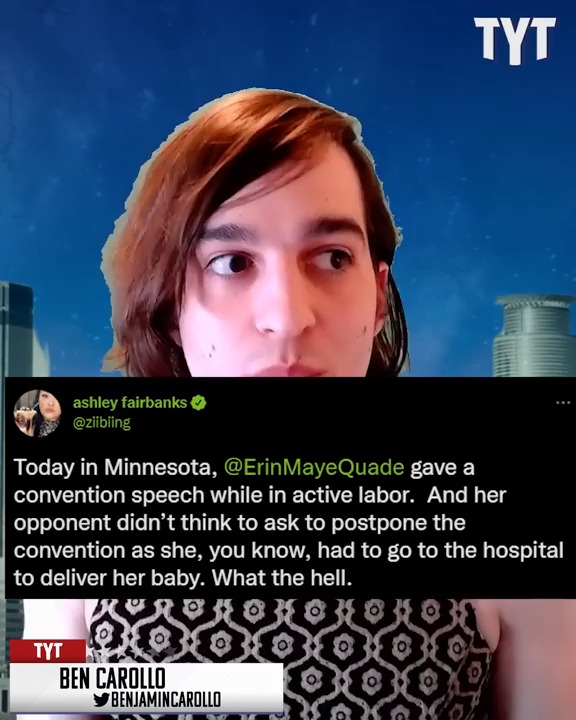 TYT
ashley fairbanks
@ziibiing
Today in Minnesota, @ErinMayeQuade gave a
convention speech while in active labor.  And her
opponent didn’t think to ask to postpone the
convention as she, you know, had to go to the hospital
to deliver her baby. What the hell.
TYT
BEN CAROLLO
BENJAMINCAROLLO